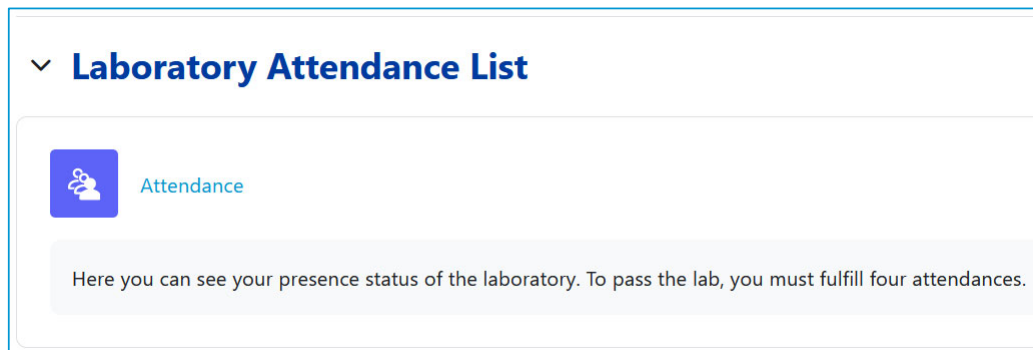 Laboratory Attendance List
Attendance
Here you can see your presence status of the laboratory. To pass the lab, you must fulfill four attendances.